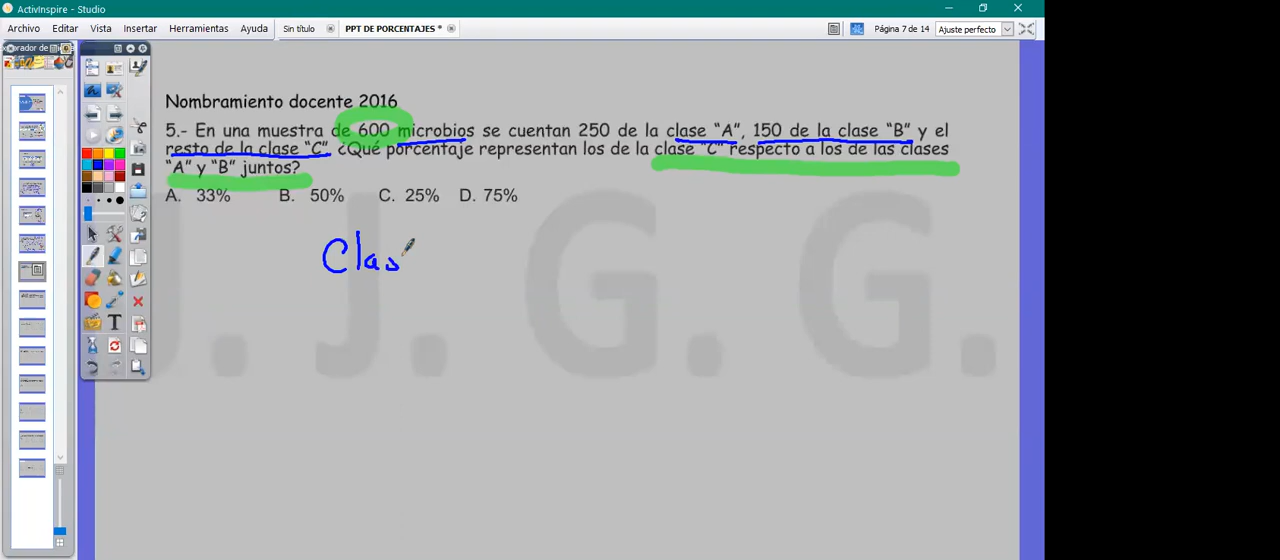 ActivInspire - Studio
Archivo Editar Vista Insertar Herramientas Ayuda Sin título PPT DE PORCENTAJES * Página 7 de 14 Ajuste perfecto
Nombramiento docente 2016
5.- En una muestra de 600 microbios se cuentan 250 de la clase "A", 150 de la clase "B" y el
resto de la clase "C" ¿Qué porcentaje representan los de la clase "C" respecto a los de las clases
"A" y "B" juntos?
A. 33% B. 50% C. 25% D. 75%
Clas
J. J. G. G.